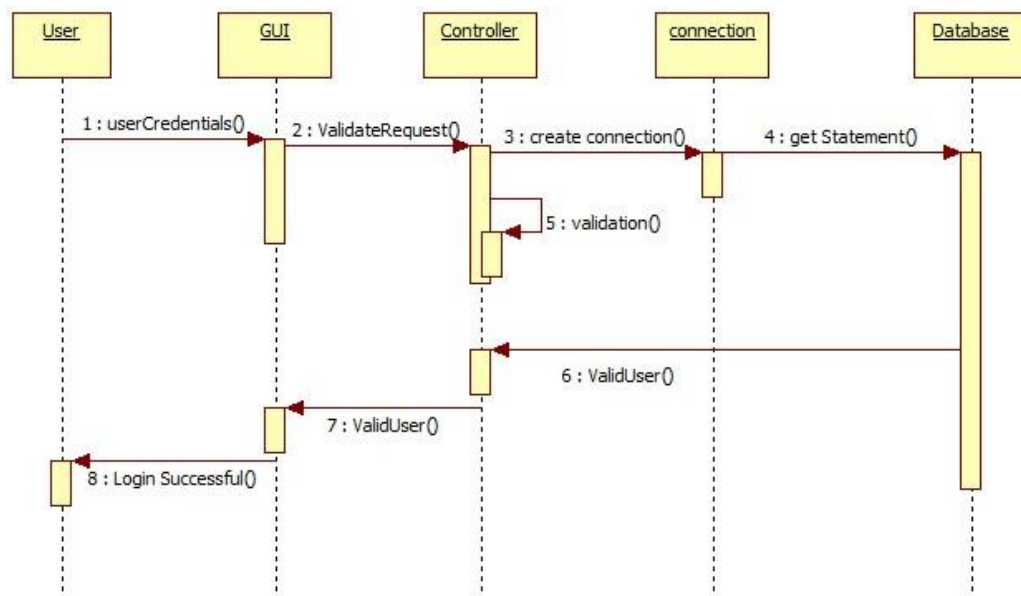 User
GUI
Controller
connection
Database
1 : userCredentials()
2 : ValidateRequest()
3 : create connection()
4 : get Statement()
5 : validation()
6 : ValidUser()
7 : ValidUser()
8 : Login Successful()